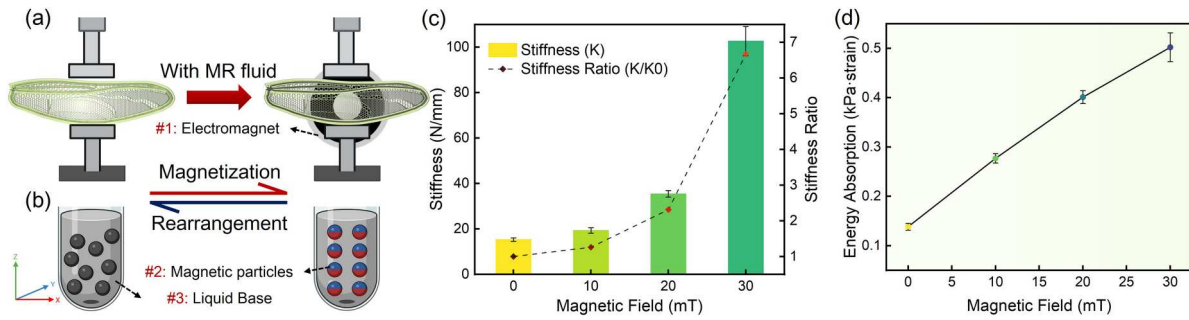 (a)
With MR fluid
#1: Electromagnet
Magnetization
Rearrangement
(b)
#2: Magnetic particles
#3: Liquid Base
Z
Y
X
(c)
Stiffness (K)
Stiffness Ratio (K/K0)
Stiffness (N/mm)
100
80
60
40
20
0
7
6
5
4
3
2
1
Stiffness Ratio
0 10 20 30
Magnetic Field (mT)
(d)
Energy Absorption (kPa·strain)
0.5
0.4
0.3
0.2
0.1
0 5 10 15 20 25 30
Magnetic Field (mT)